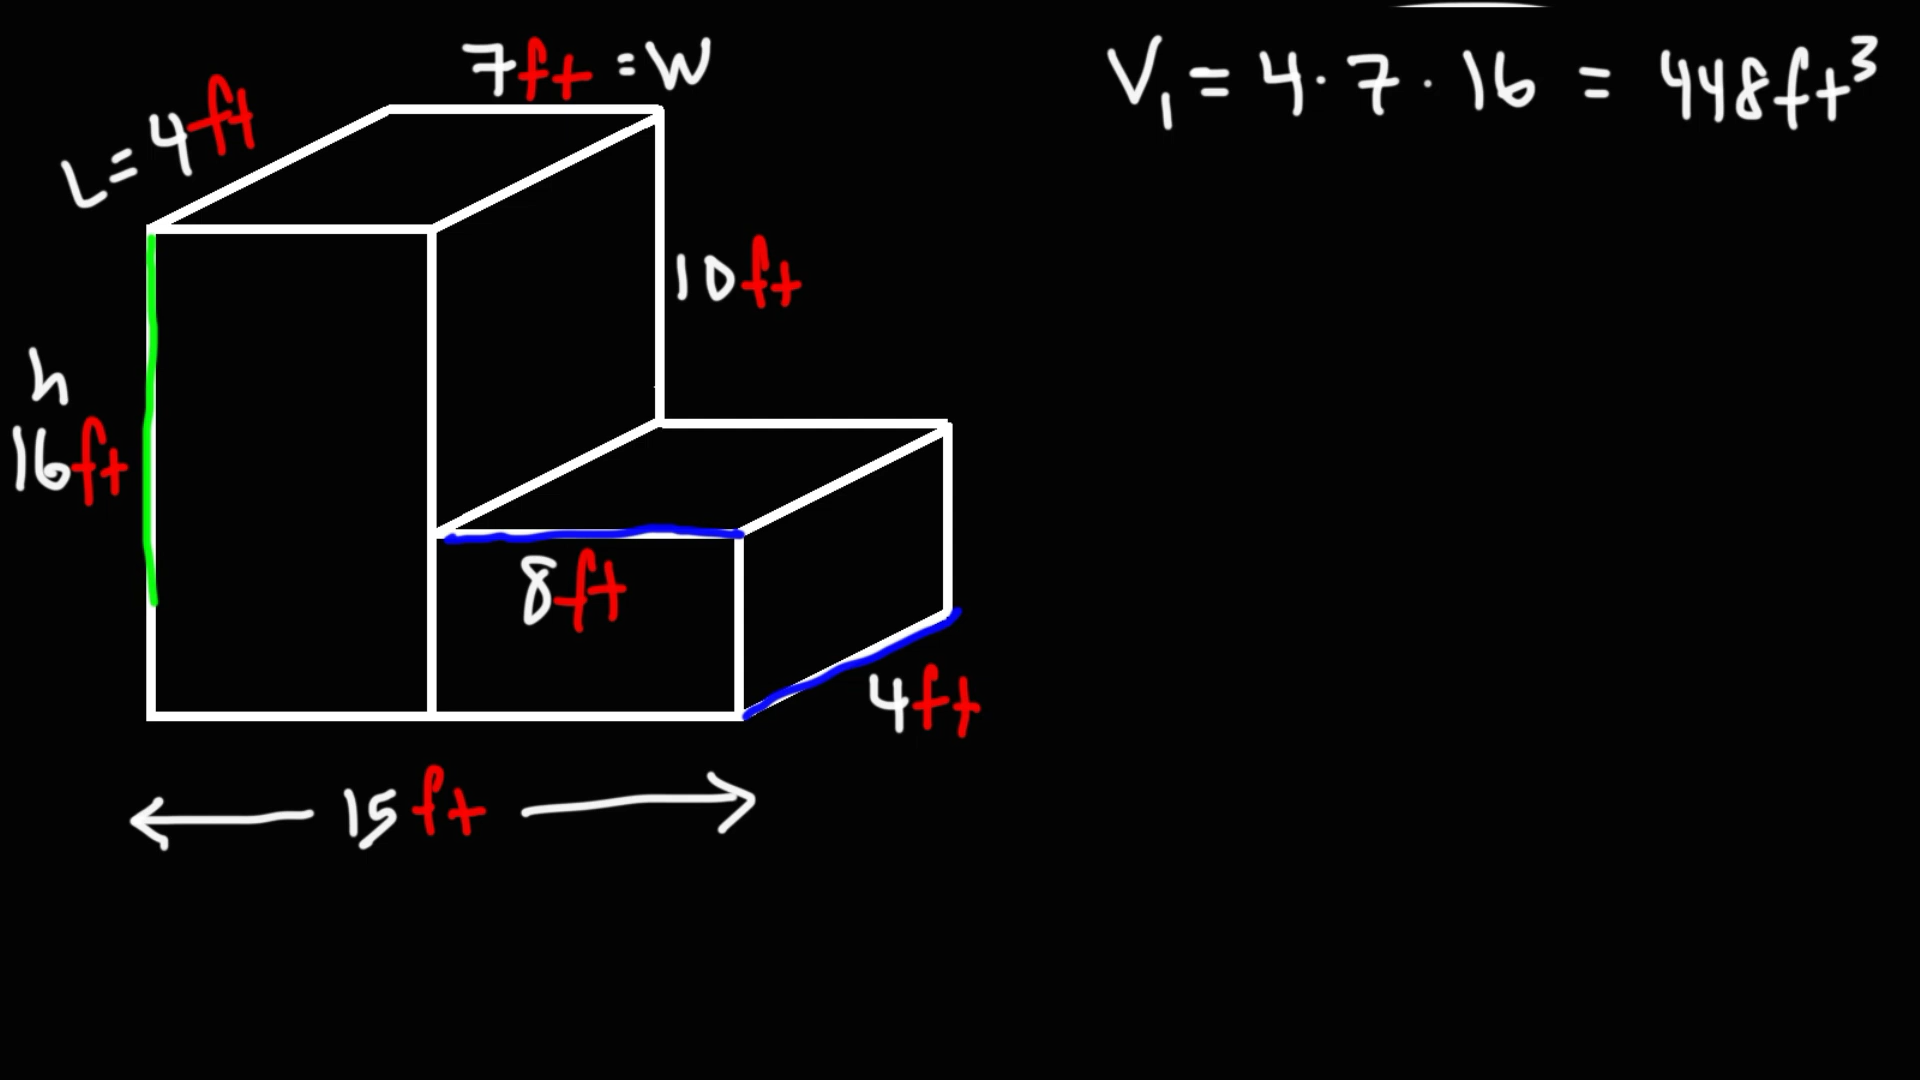 7ft = W
L = 4ft
V₁ = 4 · 7 · 16 = 448ft³
10ft
h
16ft
8ft
4ft
15ft